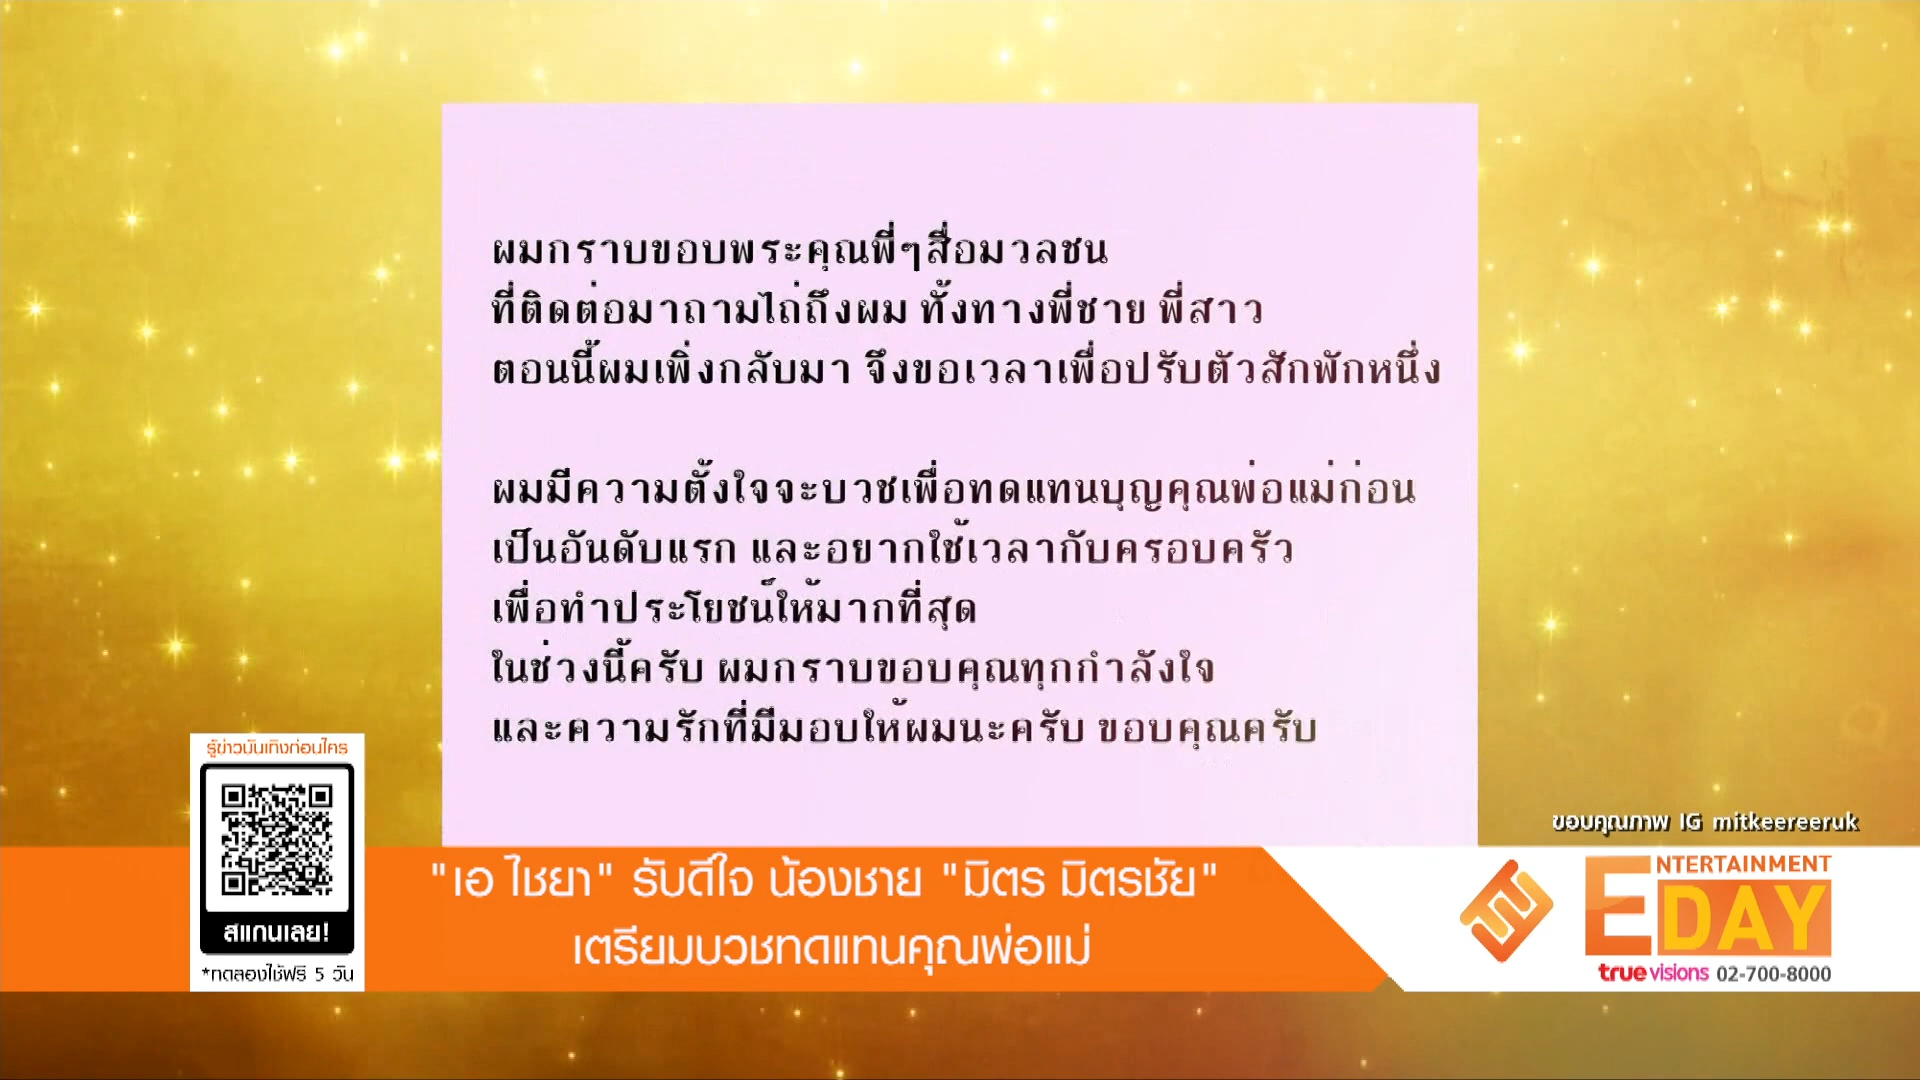 ผมกราบขอบพระคุณพี่ๆสื่อมวลชน
ที่ติดต่อมาถามไถ่ถึงผม ทั้งทางพี่ชาย พี่สาว
ตอนนี้ผมเพิ่งกลับมา จึงขอเวลาเพื่อปรับตัวสักพักหนึ่ง
ผมมีความตั้งใจจะบวชเพื่อทดแทนบุญคุณพ่อแม่ก่อน
เป็นอันดับแรก และอยากใช้เวลากับครอบครัว
เพื่อทำประโยชน์ให้มากที่สุด
ในช่วงนี้ครับ ผมกราบขอบคุณทุกกำลังใจ
และความรักที่มีมอบให้ผมนะครับ ขอบคุณครับ
ขอบคุณภาพ IG mitkeereeruk
รู้ข่าวบันเทิงก่อนใคร
สแกนเลย!
*ทดลองใช้ฟรี 5 วัน
"เอ ไชยา" รับดีใจ น้องชาย "มิตร มิตรชัย"
เตรียมบวชทดแทนคุณพ่อแม่
ENTERTAINMENT
DAY
truevisions 02-700-8000